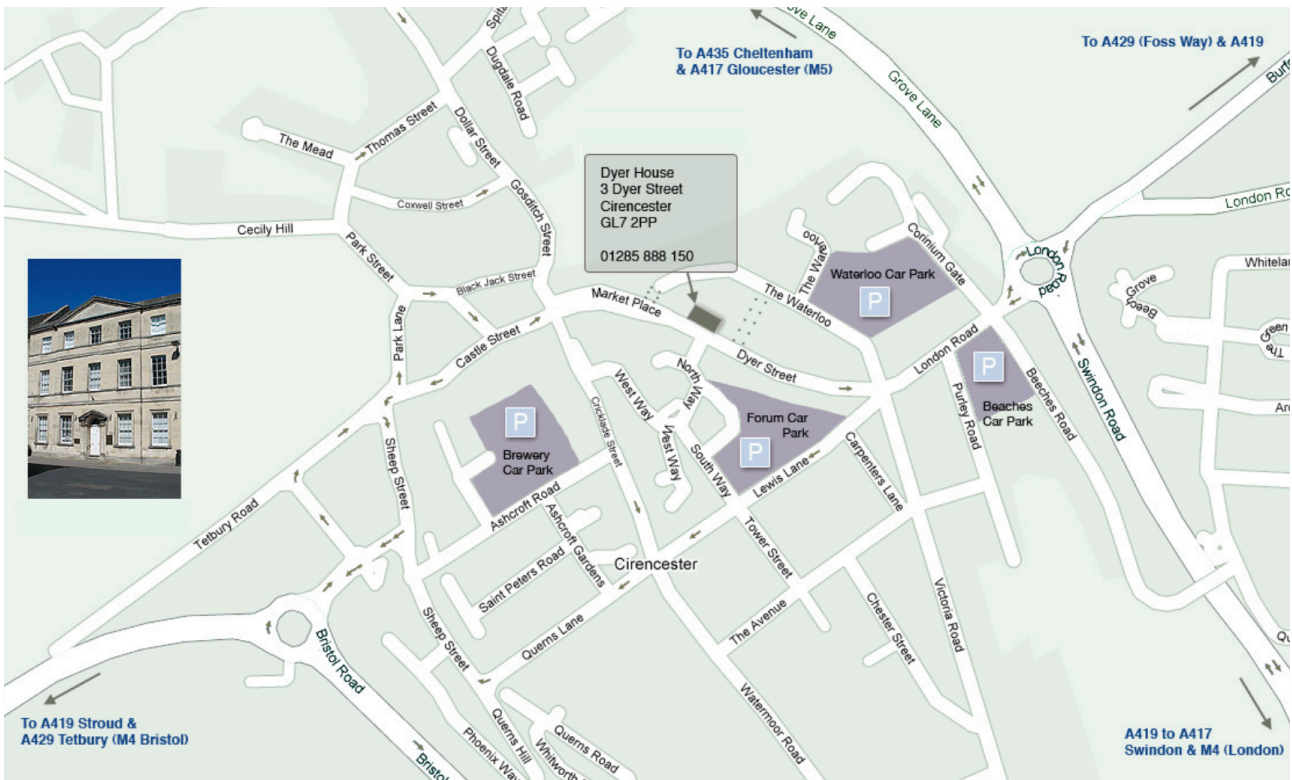 To A435 Cheltenham
& A417 Gloucester (M5)
To A429 (Foss Way) & A419
Grove Lane
Dugdale Road
Dollar Street
Thomas Street
The Mead
Coxwell Street
Gosditch Street
Cecily Hill
Park Street
Black Jack Street
Park Lane
Castle Street
Market Place
Dyer House
3 Dyer Street
Cirencester
GL7 2PP
01285 888 150
Grove Lane
London Road
London Road
Corinium Gate
Waterloo Car Park
P
The Waterloo
Dyer Street
London Road
Beech
Grove
The Green
Swindon Road
Beeches Road
Purley Road
P
Beaches
Car Park
North Way
West Way
West Way
South Way
Forum Car
Park
P
Lewis Lane
Carpenters Lane
Cricklade Street
P
Brewery
Car Park
Ashcroft Road
Ashcroft Gardens
Sheep Street
Tetbury Road
Saint Peters Road
Cirencester
Tower Street
The Avenue
Chester Street
Victoria Road
Querns Lane
Sheep Street
Bristol Road
Querns Hill
Querns Road
Phoenix Way
Watermoor Road
Bristol
To A419 Stroud &
A429 Tetbury (M4 Bristol)
A419 to A417
Swindon & M4 (London)